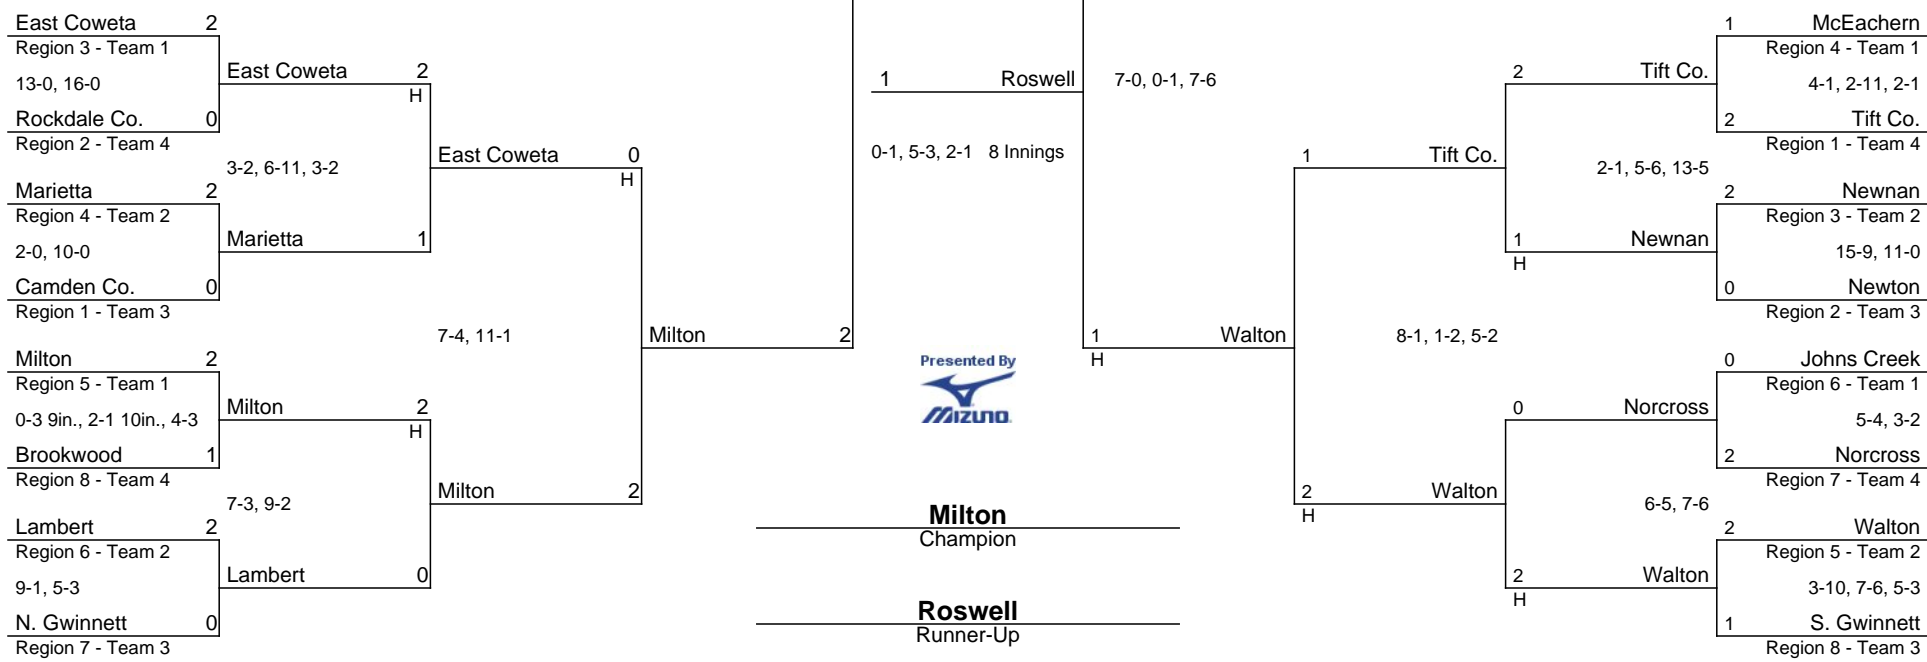 East Coweta 2
Region 3 - Team 1
13-0, 16-0
Rockdale Co. 0
Region 2 - Team 4
Marietta 2
Region 4 - Team 2
2-0, 10-0
Camden Co. 0
Region 1 - Team 3
Milton 2
Region 5 - Team 1
0-3 9in., 2-1 10in., 4-3
Brookwood 1
Region 8 - Team 4
Lambert 2
Region 6 - Team 2
9-1, 5-3
N. Gwinnett 0
Region 7 - Team 3
East Coweta 2
H
3-2, 6-11, 3-2
Marietta 1
Milton 2
H
7-3, 9-2
Lambert 0
East Coweta 0
H
7-4, 11-1
Milton 2
Milton 2
1 Roswell
0-1, 5-3, 2-1 8 Innings
Presented By
MIZUNO
Milton
Champion
Roswell
Runner-Up
7-0, 0-1, 7-6
1 Walton
H
1 Tift Co.
8-1, 1-2, 5-2
2 Walton
H
2 Tift Co.
2-1, 5-6, 13-5
1 Newnan
H
0 Norcross
6-5, 7-6
2 Walton
H
1 McEachern
Region 4 - Team 1
4-1, 2-11, 2-1
2 Tift Co.
Region 1 - Team 4
2 Newnan
Region 3 - Team 2
15-9, 11-0
0 Newton
Region 2 - Team 3
0 Johns Creek
Region 6 - Team 1
5-4, 3-2
2 Norcross
Region 7 - Team 4
2 Walton
Region 5 - Team 2
3-10, 7-6, 5-3
1 S. Gwinnett
Region 8 - Team 3